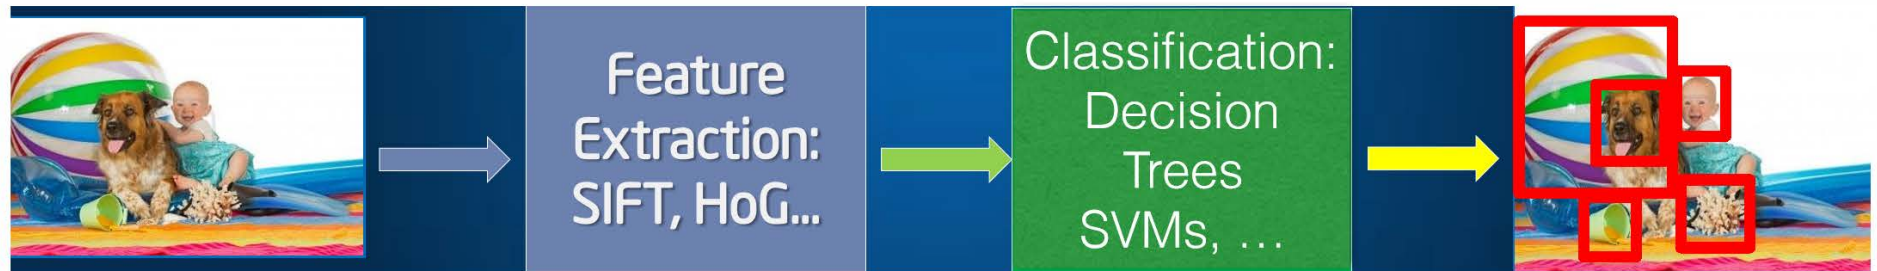 Feature
Extraction:
SIFT, HoG...
Classification:
Decision
Trees
SVMs, ...